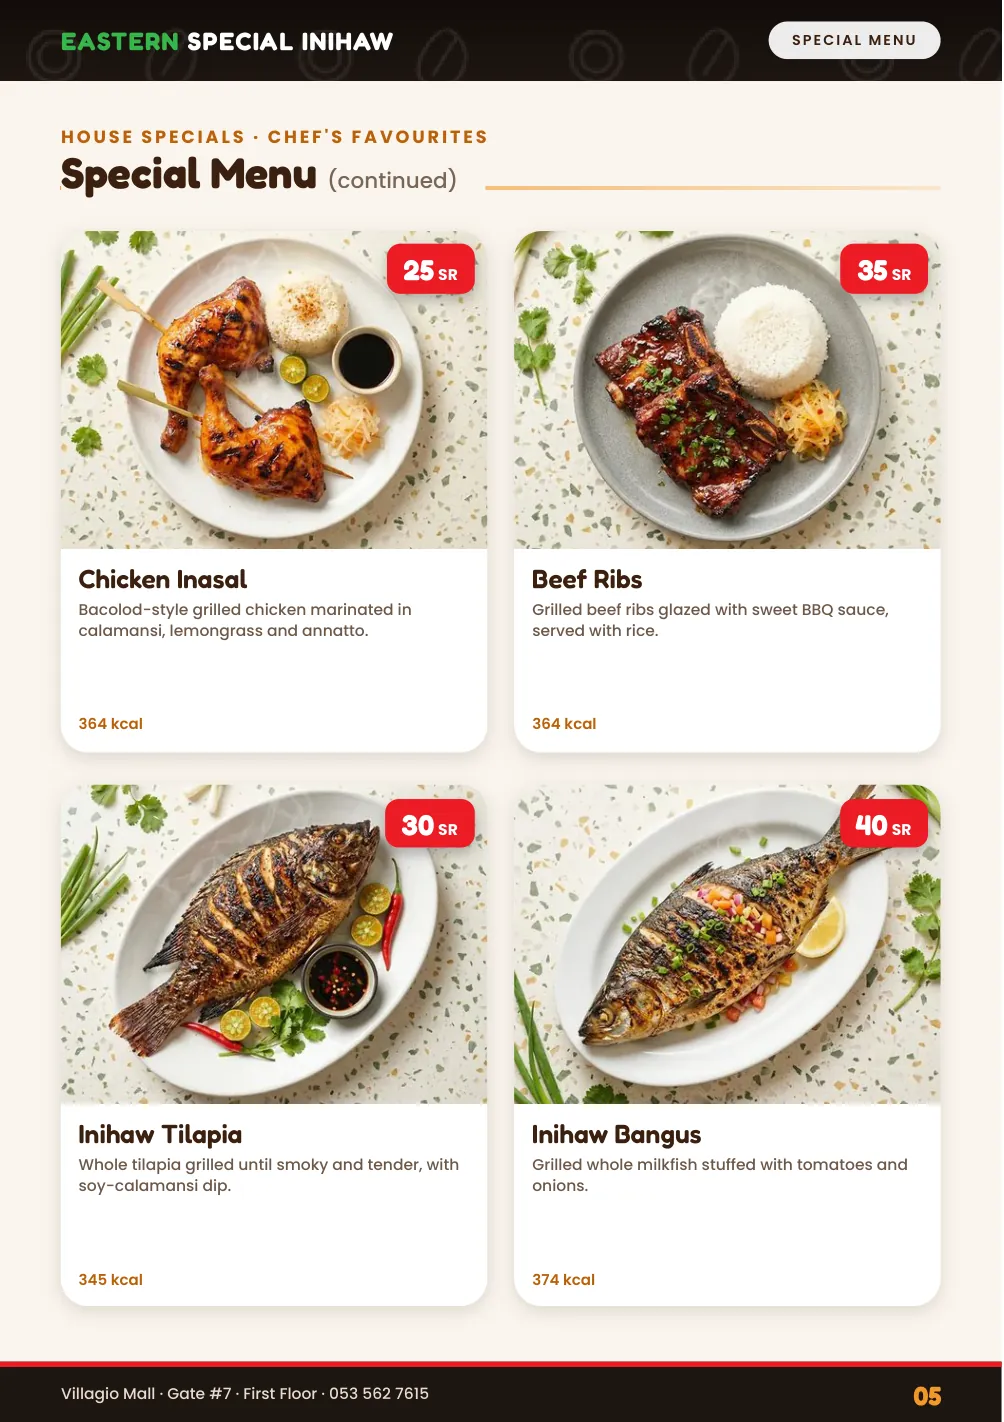 EASTERN SPECIAL INIHAW
SPECIAL MENU
HOUSE SPECIALS · CHEF'S FAVOURITES
Special Menu (continued)
25 SR
Chicken Inasal
Bacolod-style grilled chicken marinated in
calamansi, lemongrass and annatto.
364 kcal
35 SR
Beef Ribs
Grilled beef ribs glazed with sweet BBQ sauce,
served with rice.
364 kcal
30 SR
Inihaw Tilapia
Whole tilapia grilled until smoky and tender, with
soy-calamansi dip.
345 kcal
40 SR
Inihaw Bangus
Grilled whole milkfish stuffed with tomatoes and
onions.
374 kcal
Villagio Mall · Gate #7 · First Floor · 053 562 7615
05